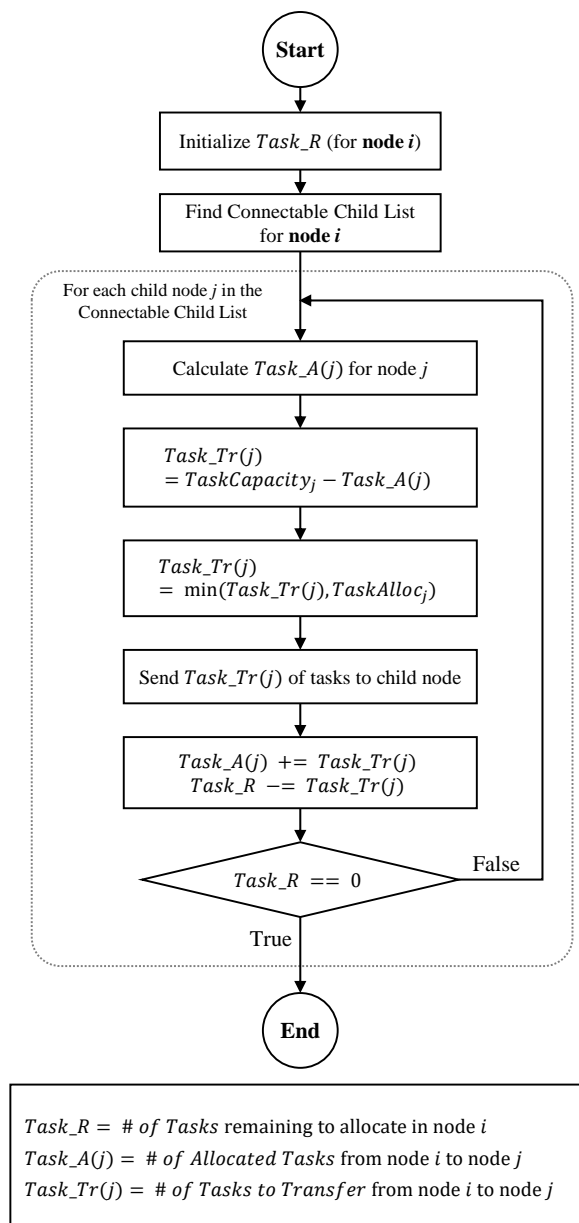 Start
Initialize Task_R (for node i)
Find Connectable Child List
for node i
For each child node j in the
Connectable Child List
Calculate Task_A(j) for node j
Task_Tr(j)
= TaskCapacityⱼ − Task_A(j)
Task_Tr(j)
= min(Task_Tr(j), TaskAllocⱼ)
Send Task_Tr(j) of tasks to child node
Task_A(j) += Task_Tr(j)
Task_R −= Task_Tr(j)
Task_R == 0
False
True
End
Task_R = # of Tasks remaining to allocate in node i
Task_A(j) = # of Allocated Tasks from node i to node j
Task_Tr(j) = # of Tasks to Transfer from node i to node j